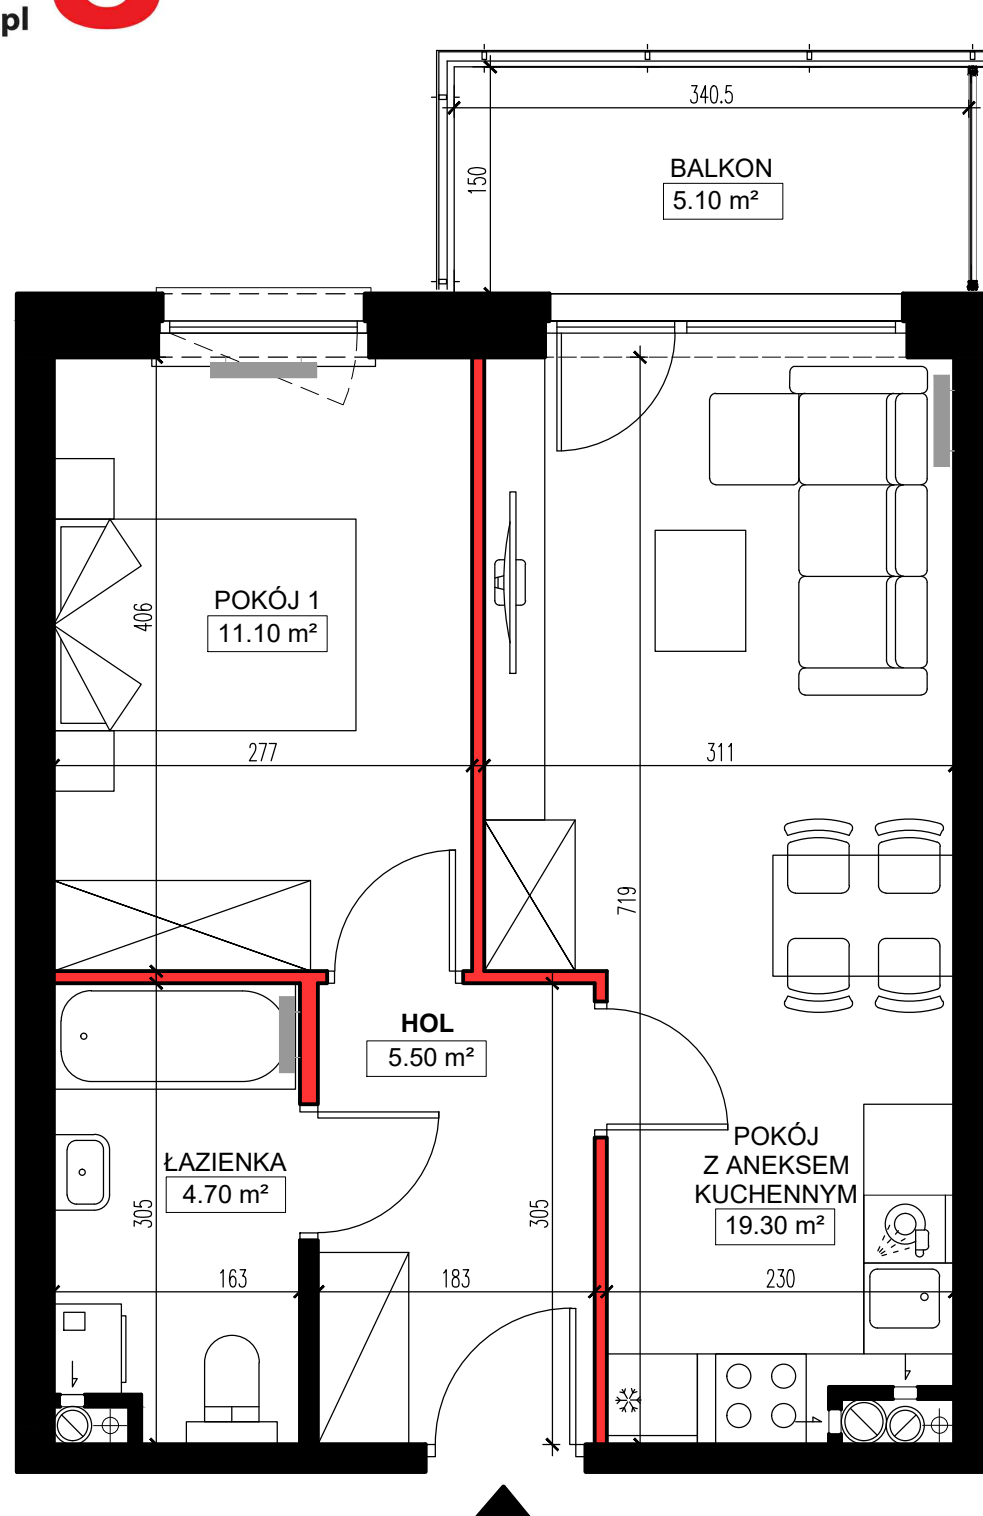 pl
340.5
150
BALKON
5.10 m²
POKÓJ 1
11.10 m²
406
277
311
719
HOL
5.50 m²
ŁAZIENKA
4.70 m²
305
305
POKÓJ
Z ANEKSEM
KUCHENNYM
19.30 m²
163
183
230